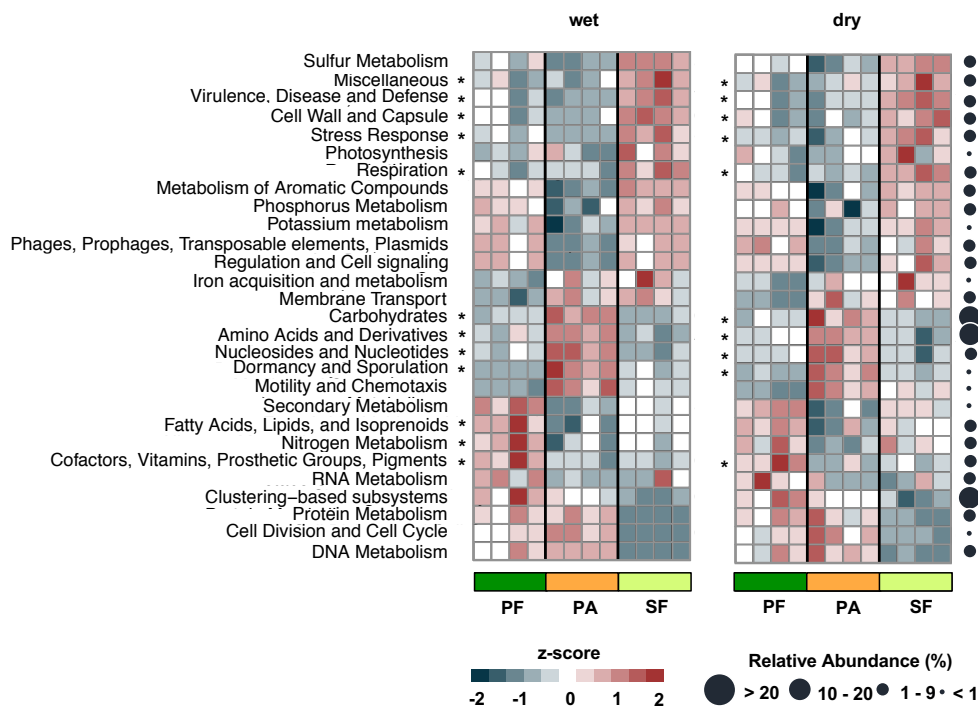 wet dry
Sulfur Metabolism
Miscellaneous * *
Virulence, Disease and Defense * *
Cell Wall and Capsule * *
Stress Response * *
Photosynthesis
Respiration * *
Metabolism of Aromatic Compounds
Phosphorus Metabolism
Potassium metabolism
Phages, Prophages, Transposable elements, Plasmids
Regulation and Cell signaling
Iron acquisition and metabolism
Membrane Transport
Carbohydrates * *
Amino Acids and Derivatives * *
Nucleosides and Nucleotides * *
Dormancy and Sporulation * *
Motility and Chemotaxis
Secondary Metabolism
Fatty Acids, Lipids, and Isoprenoids *
Nitrogen Metabolism *
Cofactors, Vitamins, Prosthetic Groups, Pigments * *
RNA Metabolism
Clustering−based subsystems
Protein Metabolism
Cell Division and Cell Cycle
DNA Metabolism
PF PA SF PF PA SF
z-score
-2 -1 0 1 2
Relative Abundance (%)
> 20 10 - 20 1 - 9 < 1